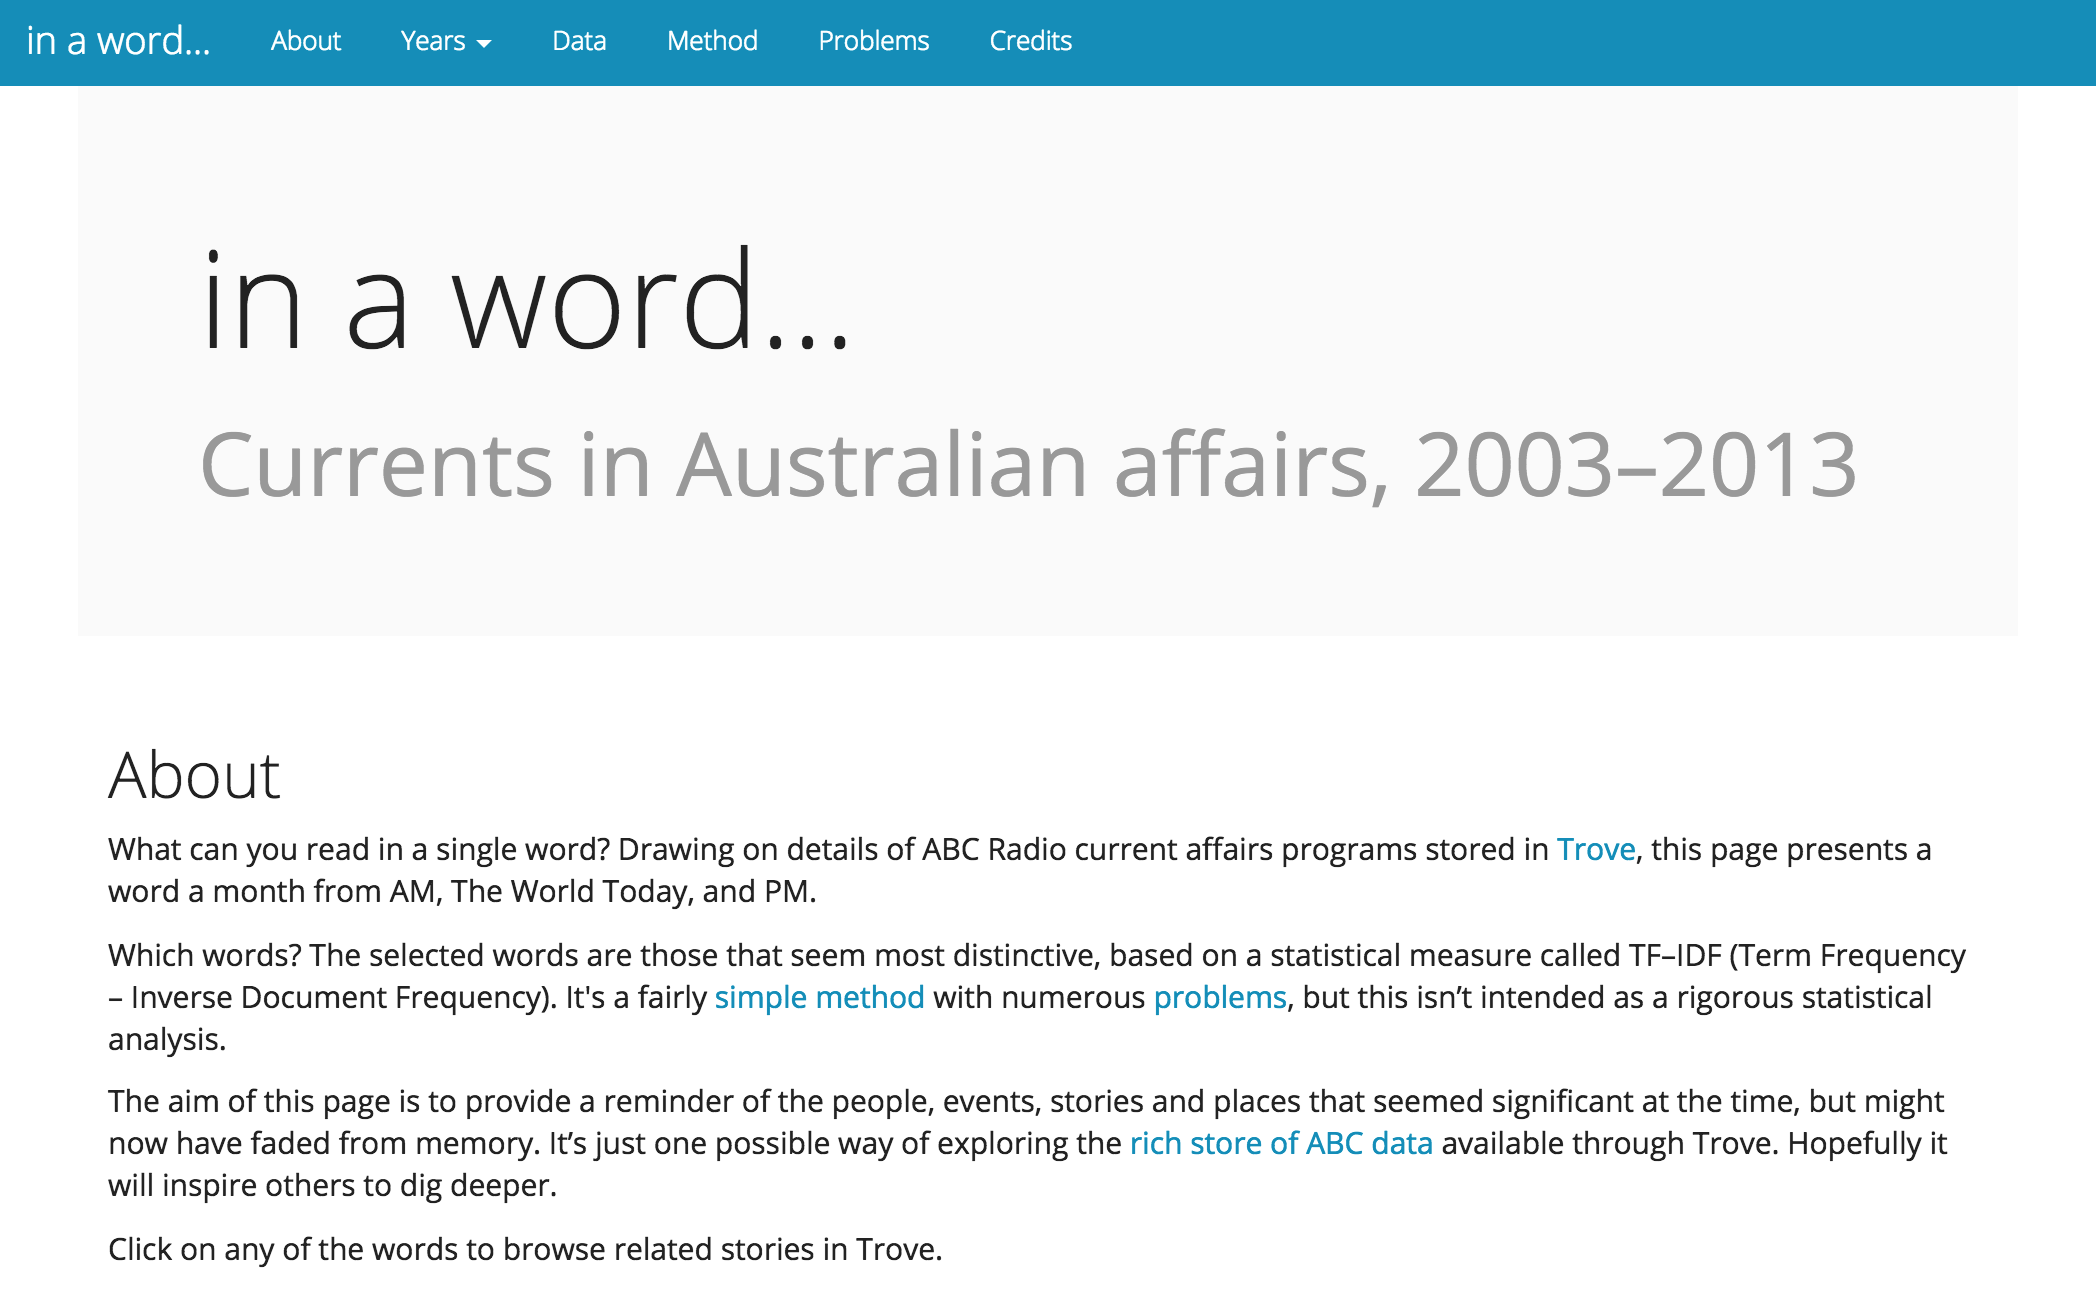 in a word... About Years Data Method Problems Credits
in a word...
Currents in Australian affairs, 2003–2013
About
What can you read in a single word? Drawing on details of ABC Radio current affairs programs stored in Trove, this page presents a
word a month from AM, The World Today, and PM.
Which words? The selected words are those that seem most distinctive, based on a statistical measure called TF–IDF (Term Frequency
– Inverse Document Frequency). It's a fairly simple method with numerous problems, but this isn’t intended as a rigorous statistical
analysis.
The aim of this page is to provide a reminder of the people, events, stories and places that seemed significant at the time, but might
now have faded from memory. It’s just one possible way of exploring the rich store of ABC data available through Trove. Hopefully it
will inspire others to dig deeper.
Click on any of the words to browse related stories in Trove.